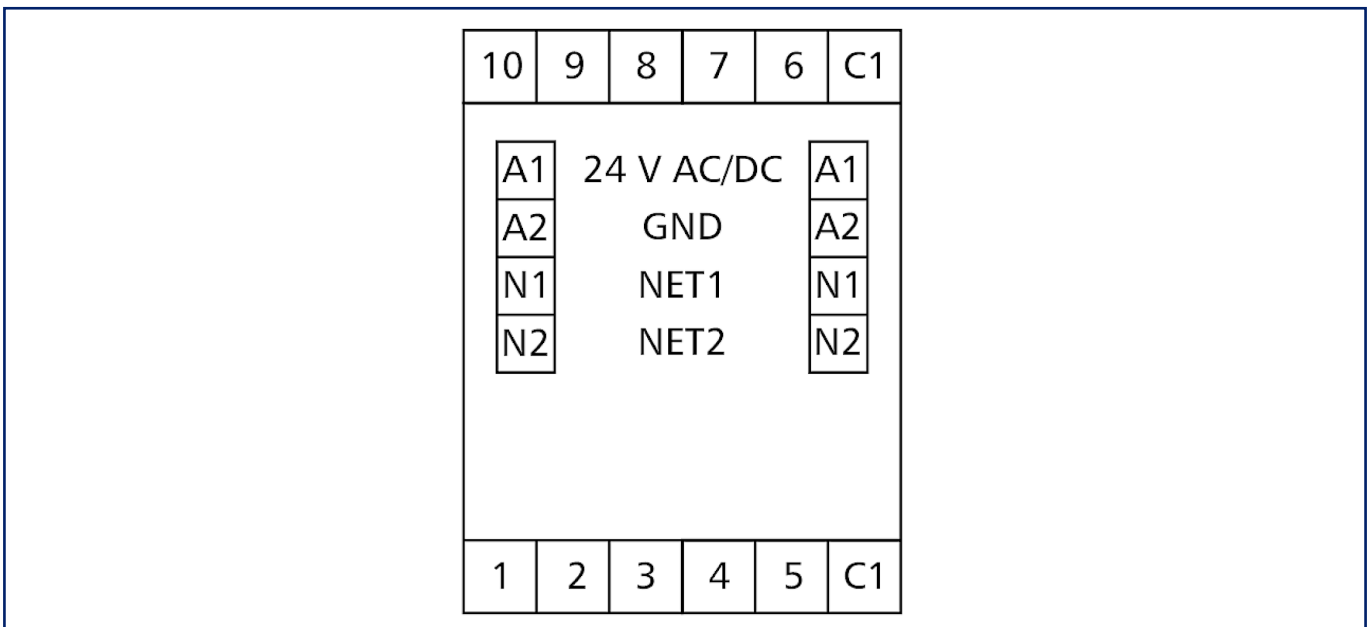 10 9 8 7 6 C1
A1 24 V AC/DC A1
A2 GND A2
N1 NET1 N1
N2 NET2 N2
1 2 3 4 5 C1